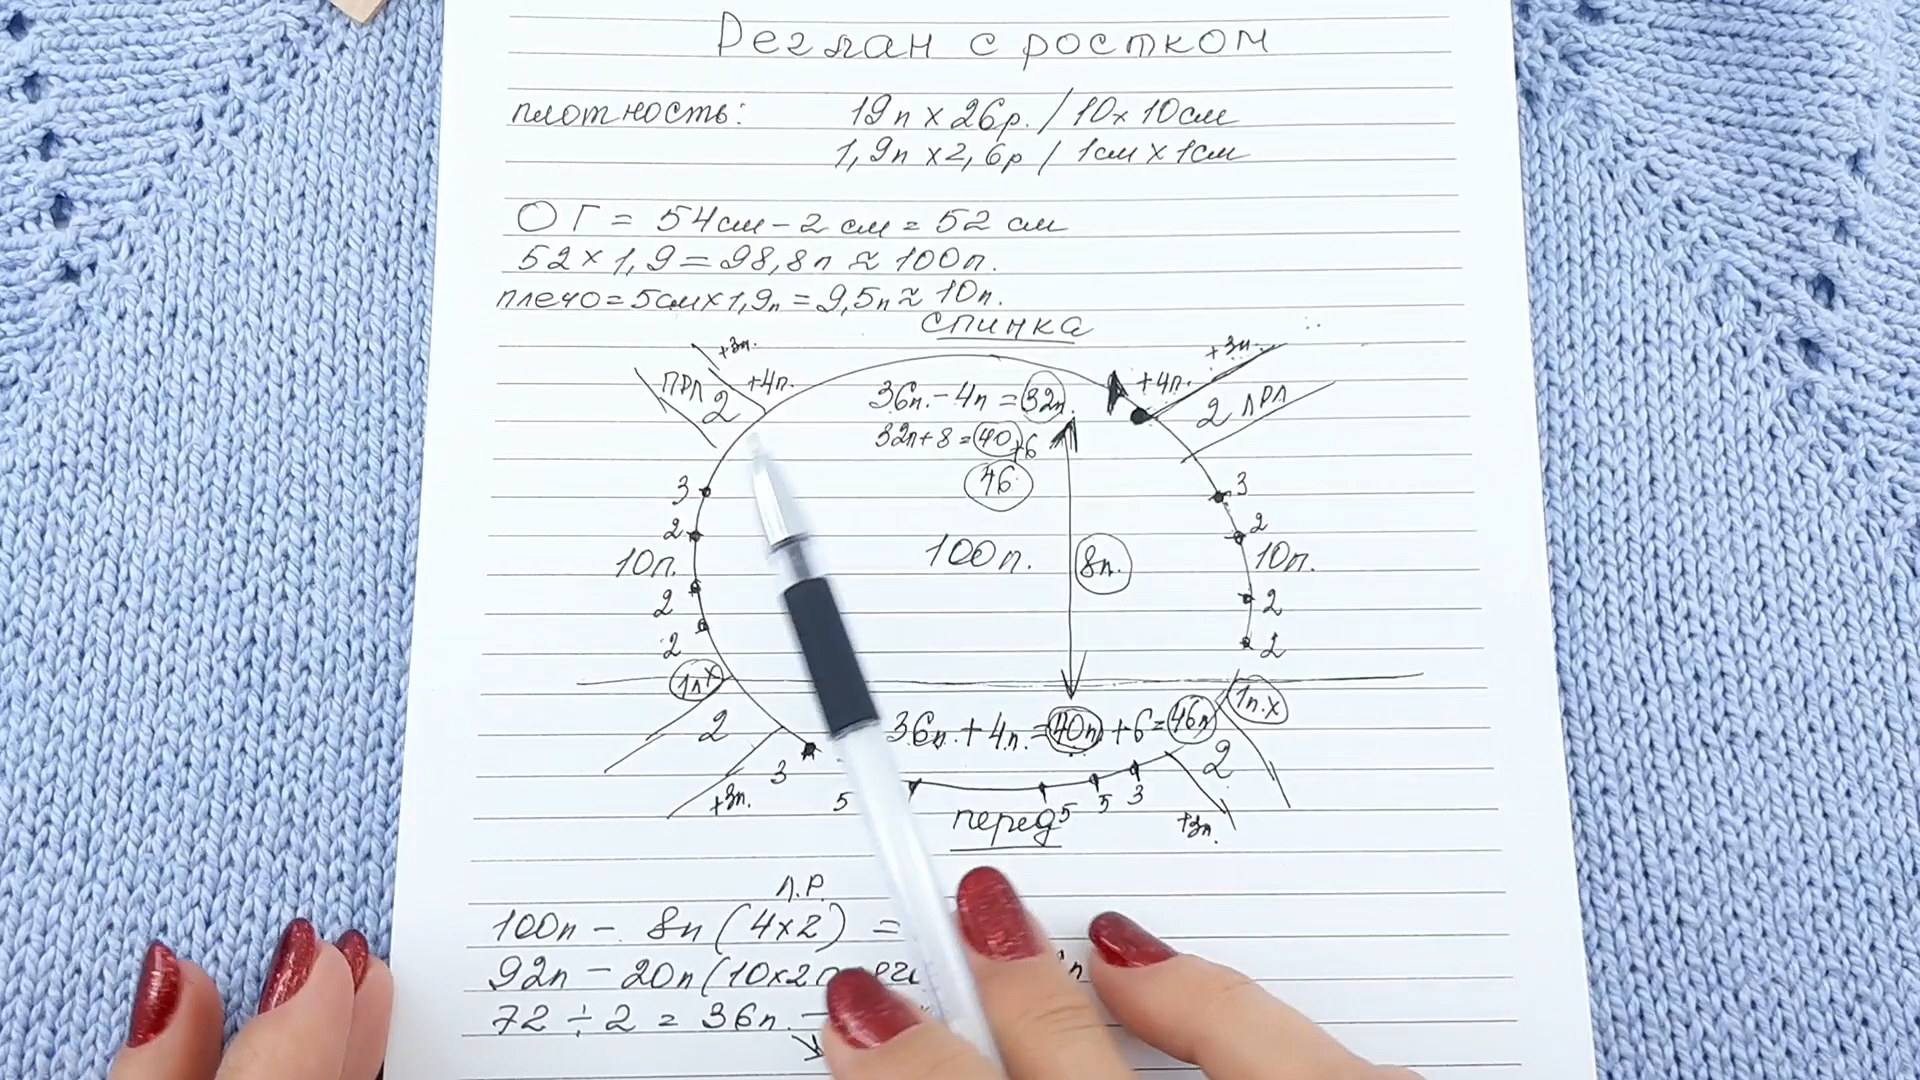 Реглан с ростком
плотность: 19п х 26р. / 10х10см
1,9п х 2,6р / 1см х 1см
ОГ = 54см - 2 см = 52 см
52 х 1,9 = 98,8п ≈ 100п.
плечо = 5см х 1,9п = 9,5п ≈ 10п.
спинка
+3п. +3п.
ПРЛ +4п. +4п.
2 2 ЛРЛ
36п. - 4п = 32п.
32п + 8 = 40 +6
46
3 3
2 2
10п. 100п. 8п. 10п.
2 2
2 2
1п х 1п.х
2 36п. + 4п. = 40п + 6 = 46п 2
3 3
+3п. 5 5 5 +3п.
перед
Л.Р.
100п - 8п (4х2) =
92п - 20п (10х2
72 ÷ 2 = 36п.